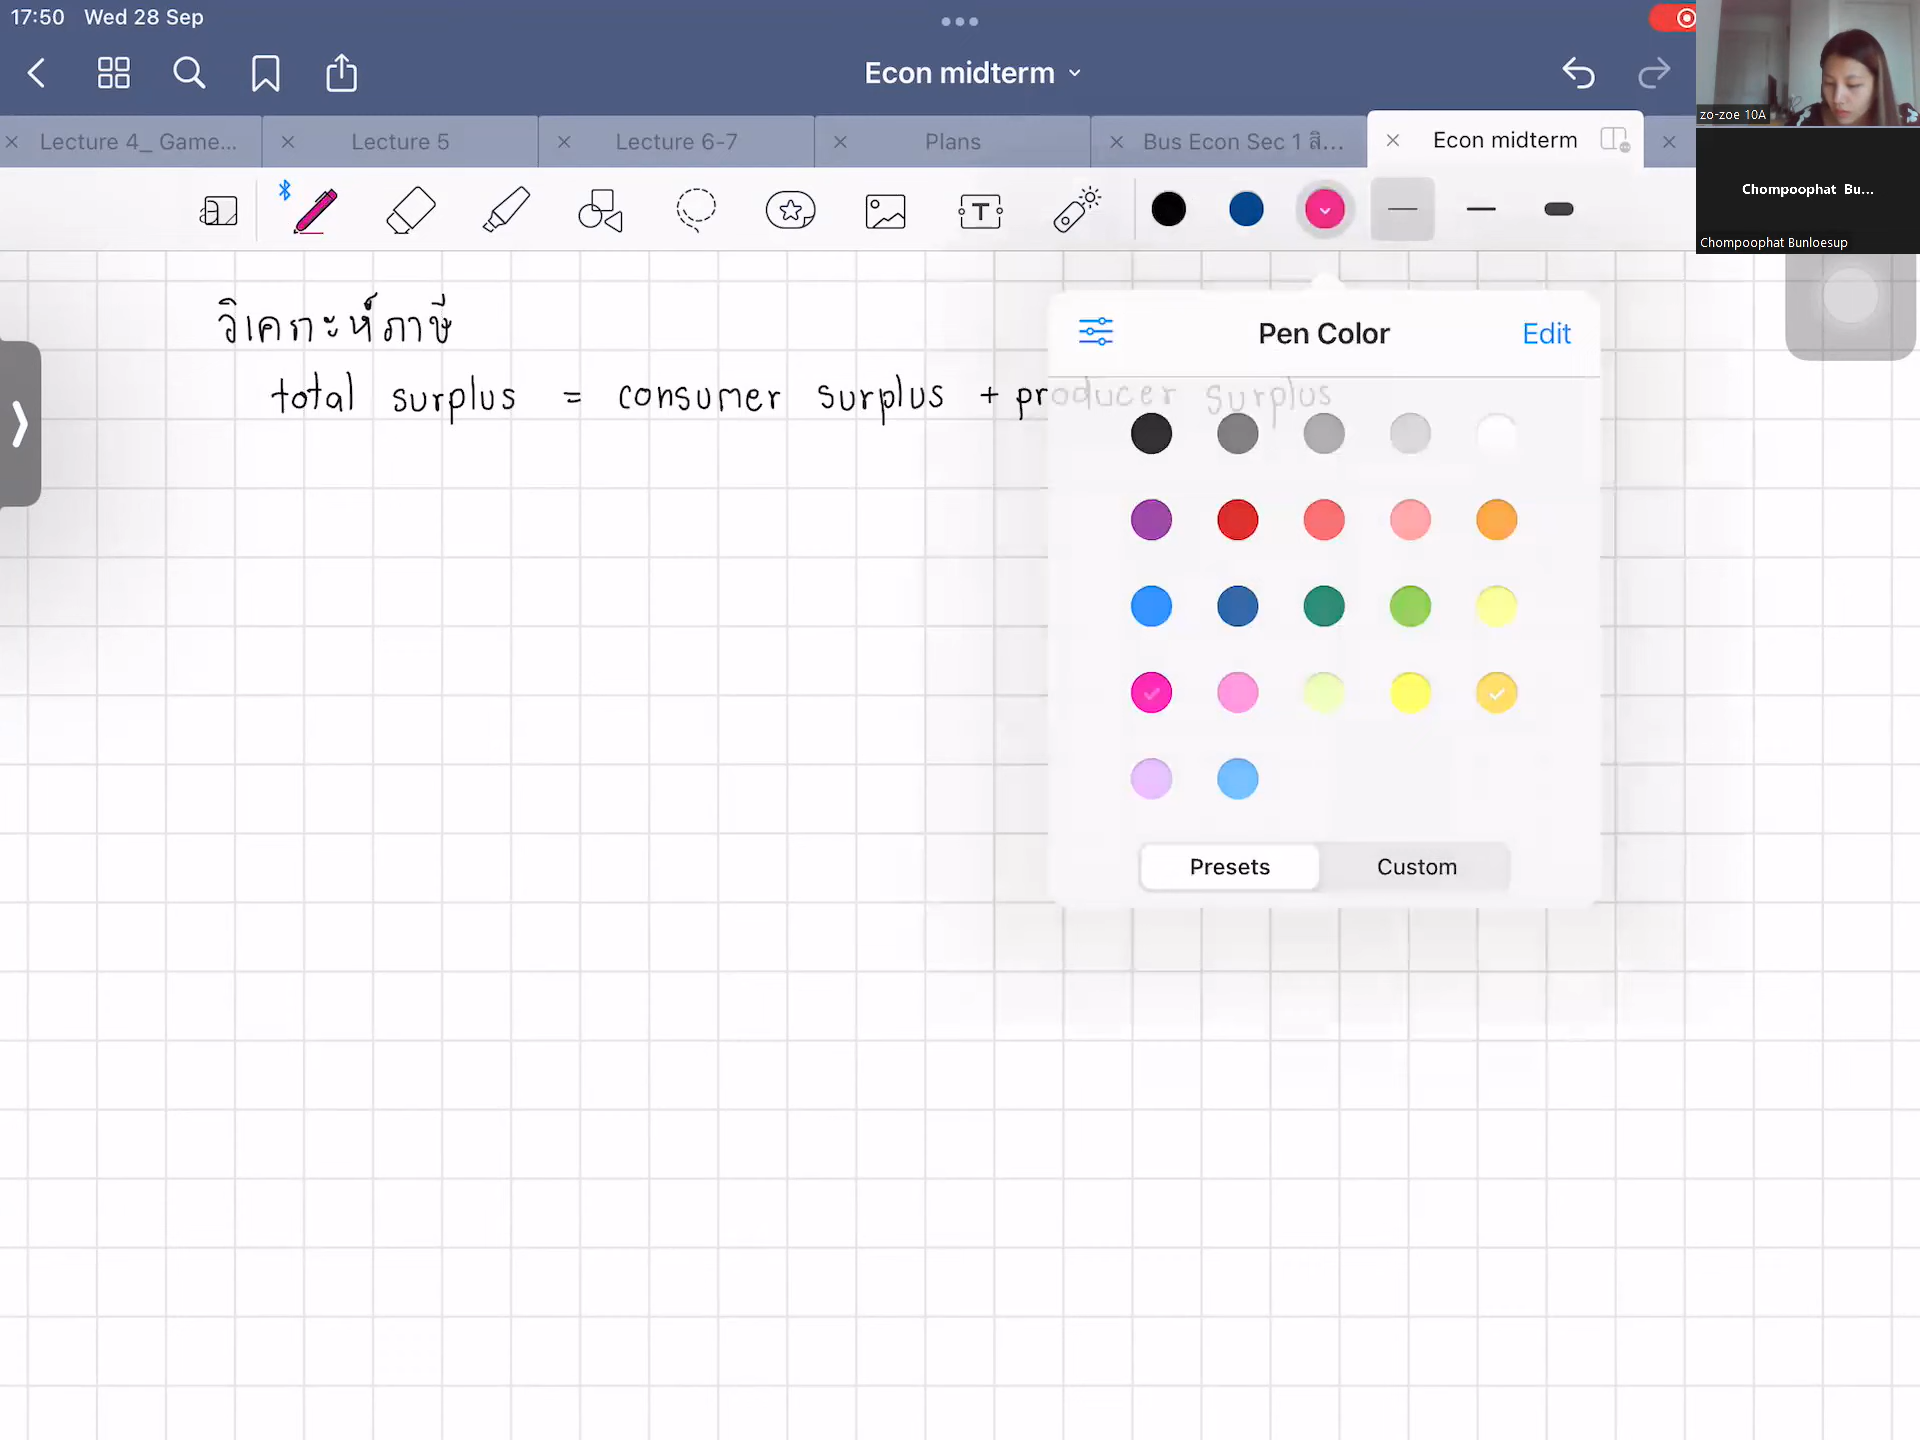 17:50 Wed 28 Sep
Econ midterm
Lecture 4_ Game...
Lecture 5
Lecture 6-7
Plans
Bus Econ Sec 1 สิ...
Econ midterm
zo-zoe 10A
Chompoophat Bu...
Chompoophat Bunloesup
วิเคราะห์ภาษี
total surplus = consumer surplus + producer surplus
Pen Color
Edit
Presets
Custom